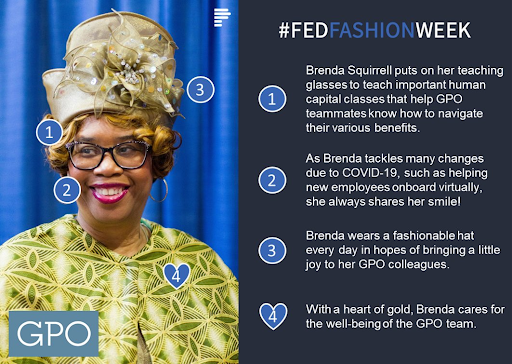 #FEDFASHIONWEEK
1
Brenda Squirrell puts on her teaching
glasses to teach important human
capital classes that help GPO
teammates know how to navigate
their various benefits.
2
As Brenda tackles many changes
due to COVID-19, such as helping
new employees onboard virtually,
she always shares her smile!
3
Brenda wears a fashionable hat
every day in hopes of bringing a little
joy to her GPO colleagues.
4
With a heart of gold, Brenda cares for
the well-being of the GPO team.
3
1
2
4
GPO